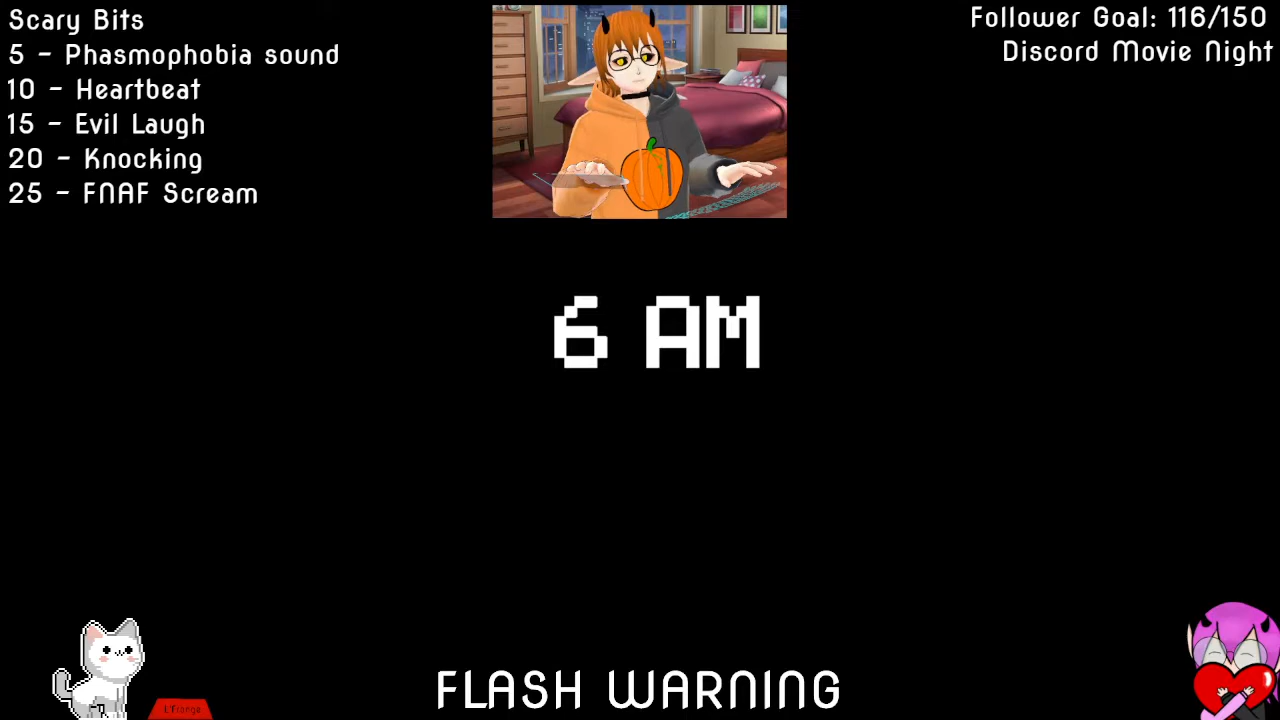 Scary Bits
5 - Phasmophobia sound
10 - Heartbeat
15 - Evil Laugh
20 - Knocking
25 - FNAF Scream
Follower Goal: 116/150
Discord Movie Night
6 AM
FLASH WARNING